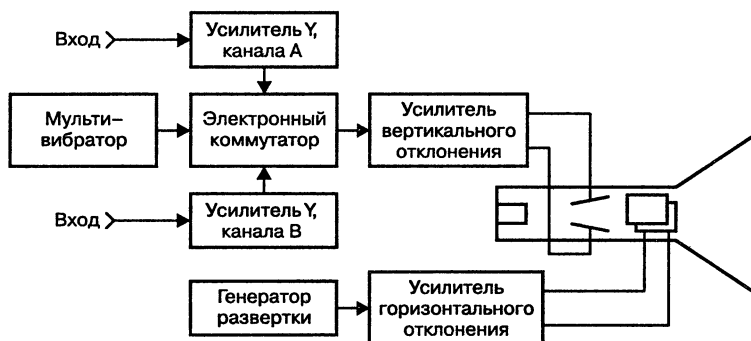 Вход
Усилитель Y,
канала А
Мульти–
вибратор
Электронный
коммутатор
Усилитель
вертикального
отклонения
Вход
Усилитель Y,
канала В
Генератор
развертки
Усилитель
горизонтального
отклонения